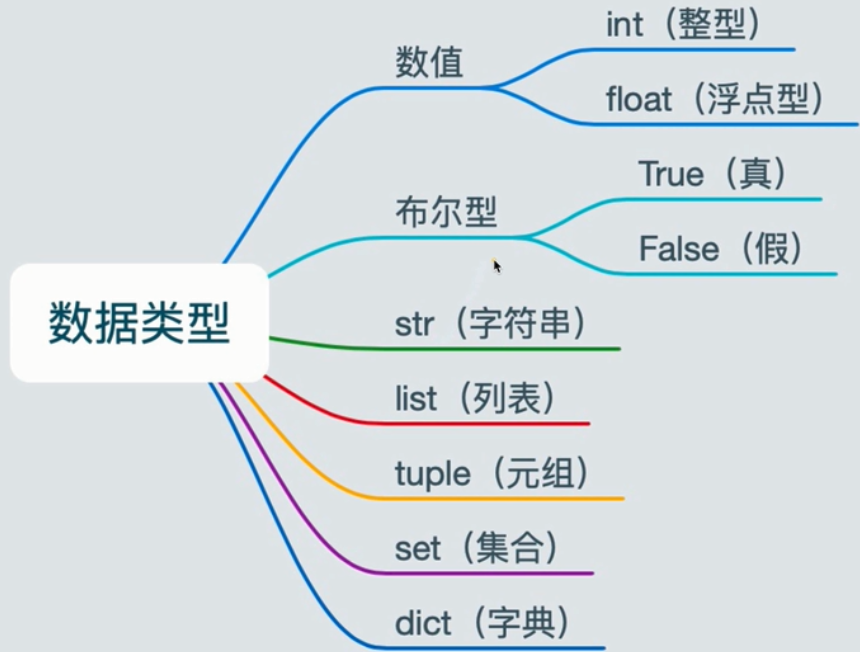 int（整型）
数值
float（浮点型）
True（真）
布尔型
False（假）
数据类型
str（字符串）
list（列表）
tuple（元组）
set（集合）
dict（字典）